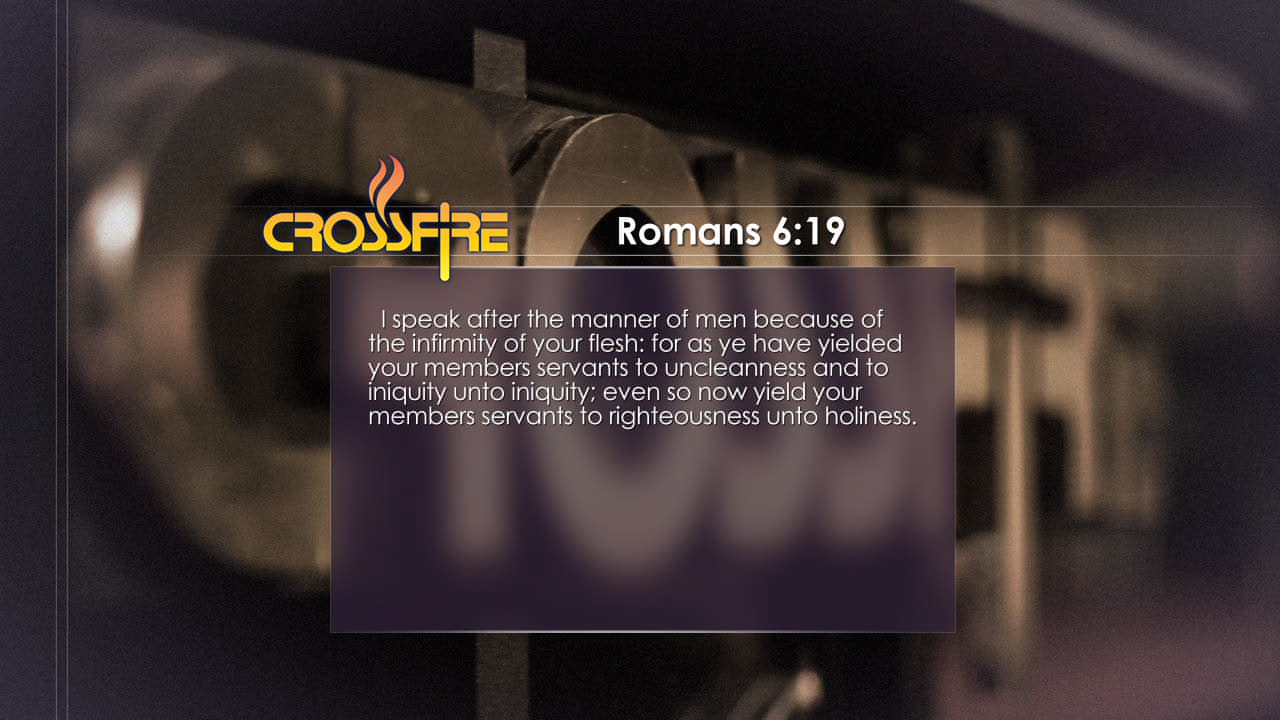 CROSSFIRE
Romans 6:19
I speak after the manner of men because of
the infirmity of your flesh: for as ye have yielded
your members servants to uncleanness and to
iniquity unto iniquity; even so now yield your
members servants to righteousness unto holiness.